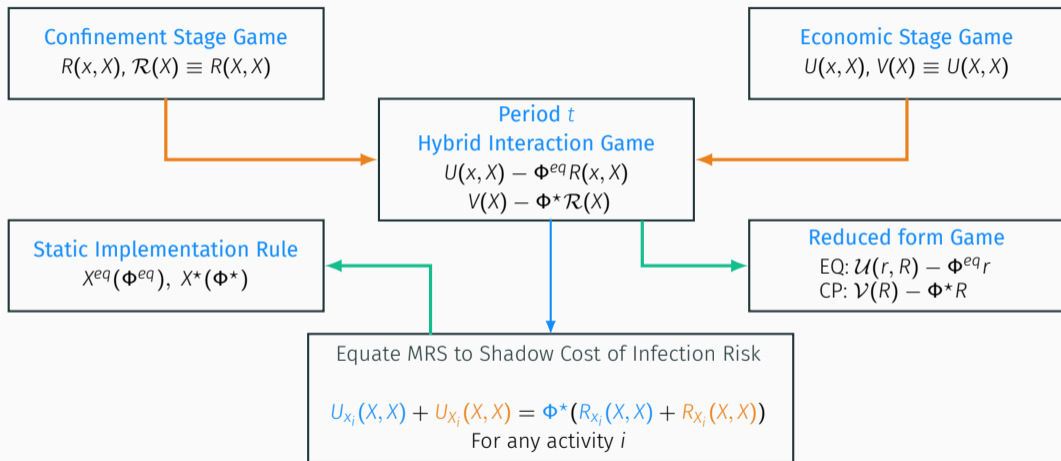 Confinement Stage Game
R(x, X), 𝓡(X) ≡ R(X, X)
Economic Stage Game
U(x, X), V(X) ≡ U(X, X)
Period t
Hybrid Interaction Game
U(x, X) − Φ^{eq}R(x, X)
V(X) − Φ*𝓡(X)
Static Implementation Rule
X^{eq}(Φ^{eq}), X*(Φ*)
Reduced form Game
EQ: 𝓤(r, R) − Φ^{eq}r
CP: 𝓥(R) − Φ*R
Equate MRS to Shadow Cost of Infection Risk
U_{x_i}(X, X) + U_{X_i}(X, X) = Φ*(R_{x_i}(X, X) + R_{X_i}(X, X))
For any activity i